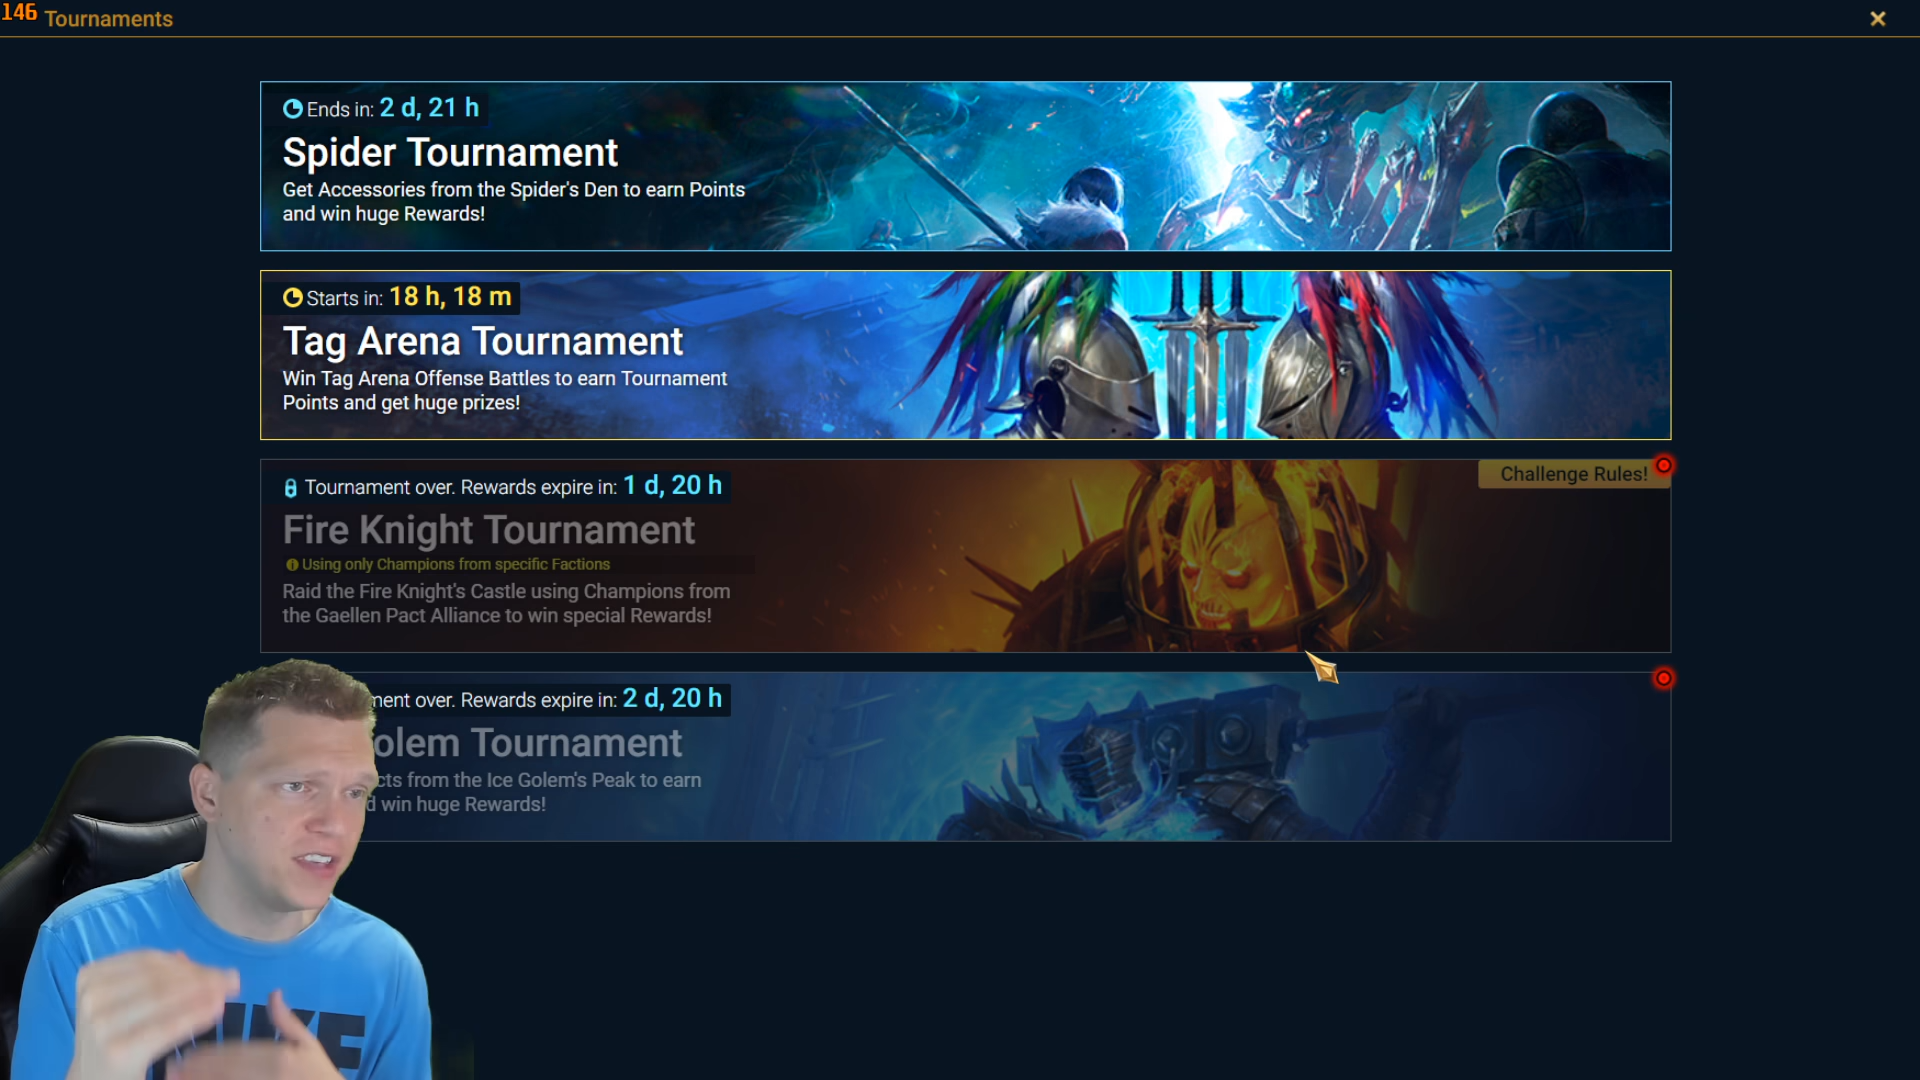 146 Tournaments
Ends in: 2 d, 21 h
Spider Tournament
Get Accessories from the Spider's Den to earn Points
and win huge Rewards!
Starts in: 18 h, 18 m
Tag Arena Tournament
Win Tag Arena Offense Battles to earn Tournament
Points and get huge prizes!
Challenge Rules!
Tournament over. Rewards expire in: 1 d, 20 h
Fire Knight Tournament
Using only Champions from specific Factions
Raid the Fire Knight's Castle using Champions from
the Gaellen Pact Alliance to win special Rewards!
ment over. Rewards expire in: 2 d, 20 h
olem Tournament
cts from the Ice Golem's Peak to earn
d win huge Rewards!